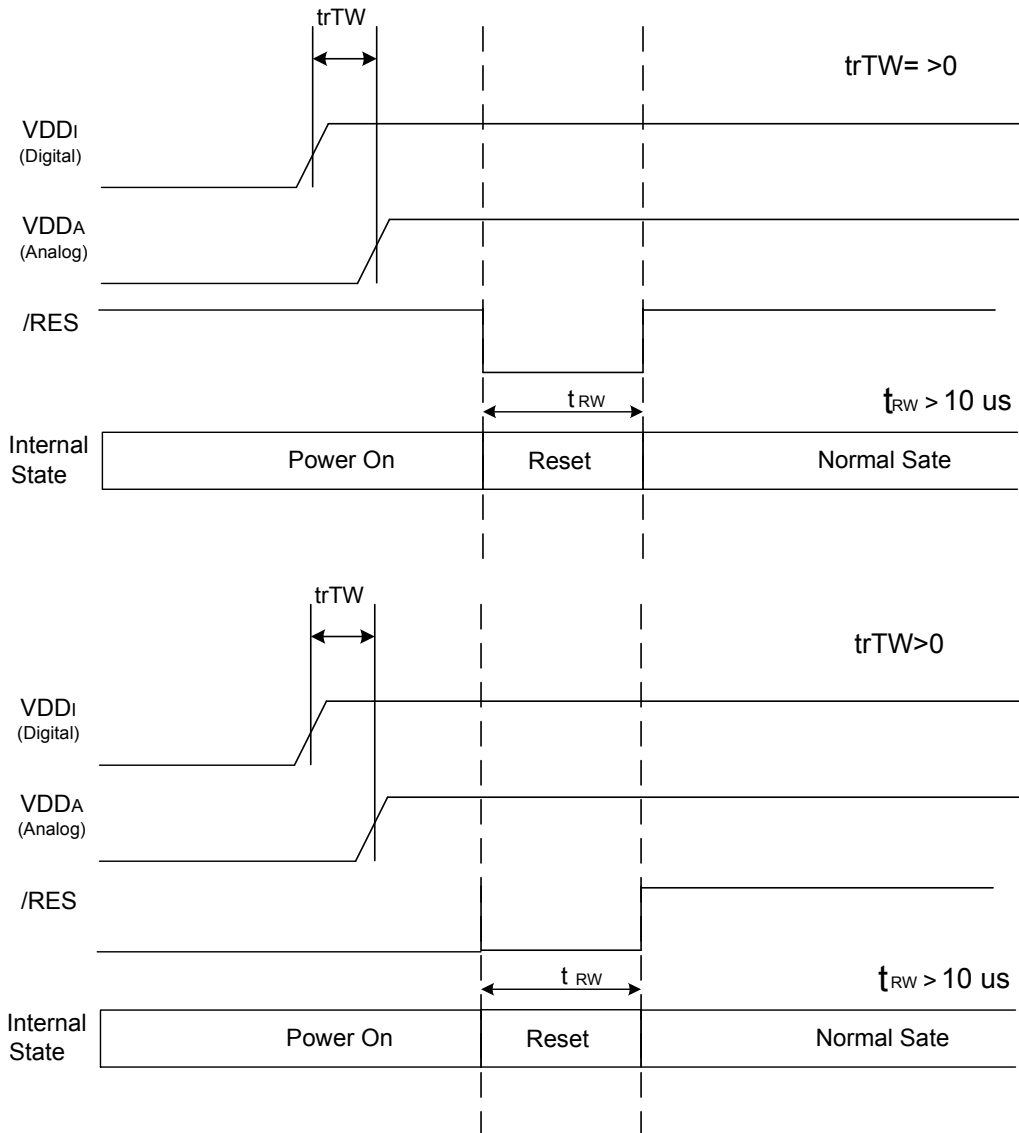 trTW
trTW= >0
VDDI
(Digital)
VDDA
(Analog)
/RES
tRW
tRW > 10 us
Internal
State
Power On
Reset
Normal Sate
trTW
trTW>0
VDDI
(Digital)
VDDA
(Analog)
/RES
t RW
tRW > 10 us
Internal
State
Power On
Reset
Normal Sate